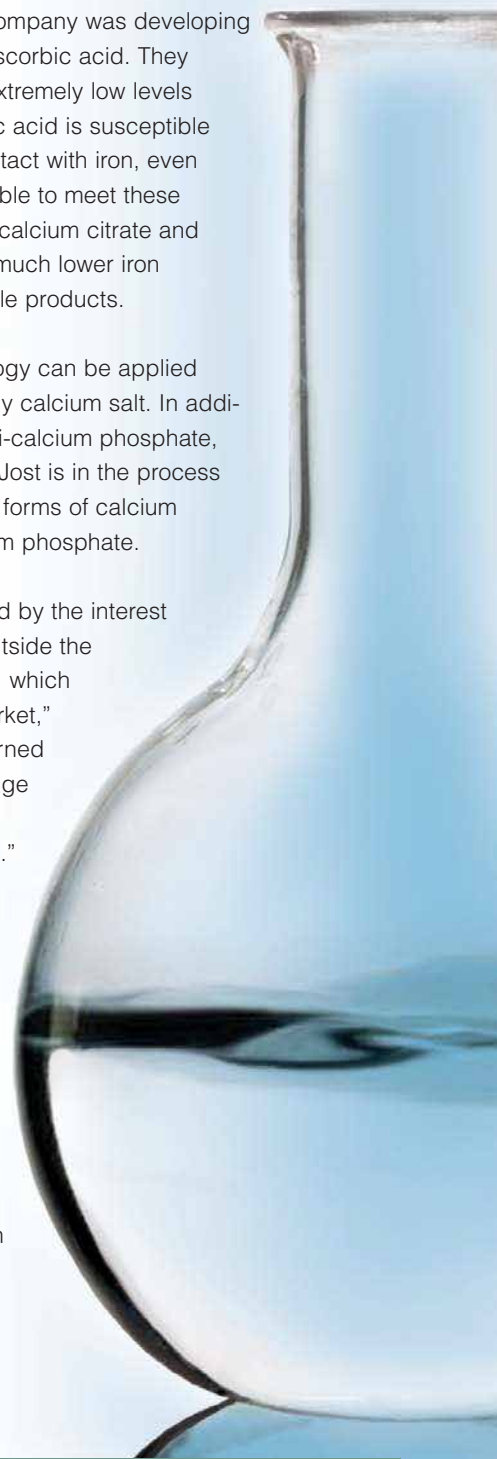 ompany was developing
scorbic acid. They
xtremely low levels
c acid is susceptible
tact with iron, even
ble to meet these
calcium citrate and
much lower iron
le products.
ogy can be applied
y calcium salt. In addi-
i-calcium phosphate,
Jost is in the process
forms of calcium
m phosphate.
d by the interest
tside the
which
rket,”
rned
ge
.”
n